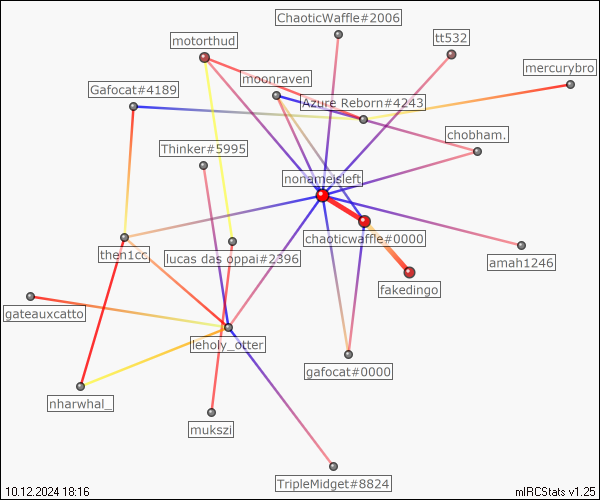 ChaoticWaffle#2006
motorthud
tt532
moonraven
mercurybro
Gafocat#4189
Azure Reborn#4243
chobham.
Thinker#5995
nonameisleft
chaoticwaffle#0000
then1cc
lucas das oppai#2396
amah1246
fakedingo
gateauxcatto
leholy_otter
gafocat#0000
nharwhal_
mukszi
TripleMidget#8824
10.12.2024 18:16
mIRCStats v1.25